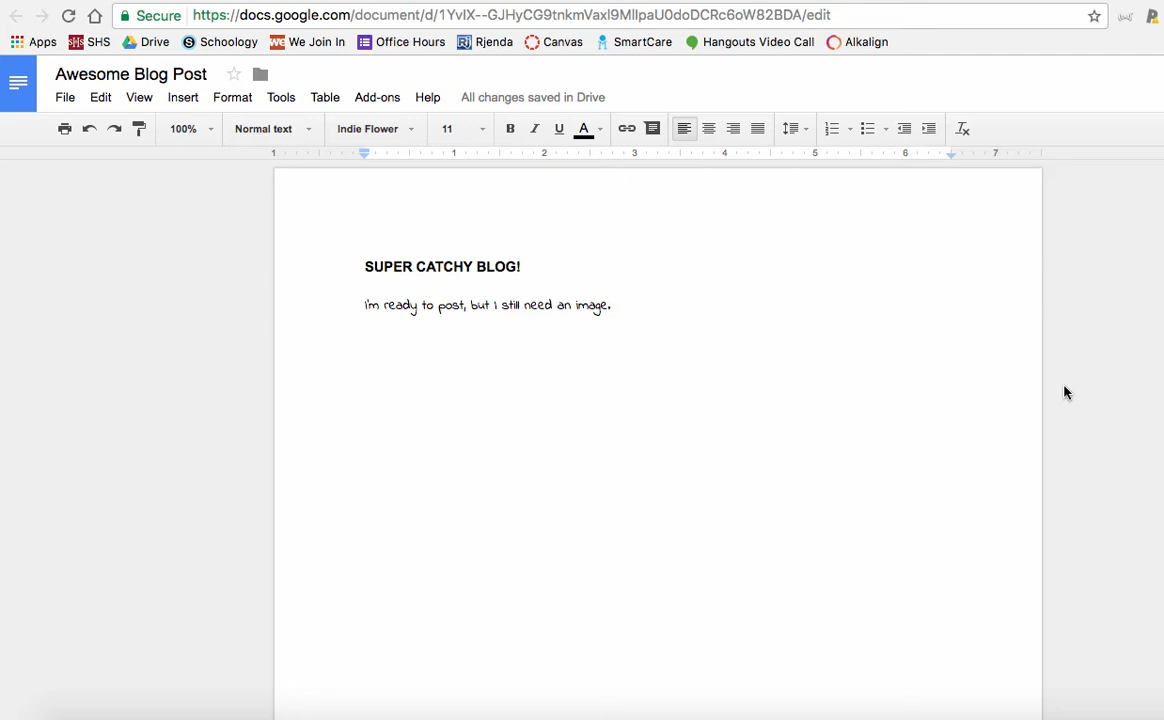 Secure https://docs.google.com/document/d/1YvIX--GJHyCG9tnkmVaxl9MllpaU0doDCRc6oW82BDA/edit
Apps SHS Drive Schoology We Join In Office Hours Rjenda Canvas SmartCare Hangouts Video Call Alkalign
Awesome Blog Post
File Edit View Insert Format Tools Table Add-ons Help All changes saved in Drive
100% Normal text Indie Flower 11 B I U A
1 1 2 3 4 5 6 7
SUPER CATCHY BLOG!
I'm ready to post, but I still need an image.